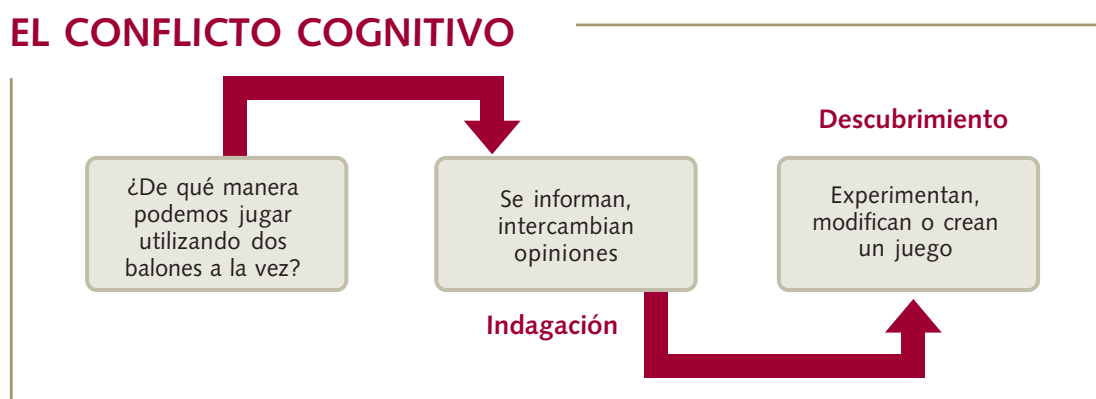 EL CONFLICTO COGNITIVO
¿De qué manera
podemos jugar
utilizando dos
balones a la vez?
Se informan,
intercambian
opiniones
Indagación
Descubrimiento
Experimentan,
modifican o crean
un juego